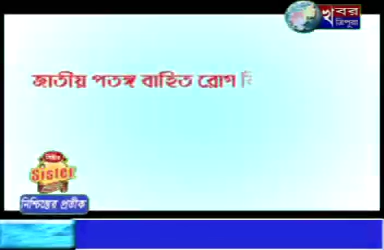 খবর
ত্রিপুরা
জাতীয় পতঙ্গ বাহিত রোগ নি
Sister
নিশ্চিন্তের প্রতীক